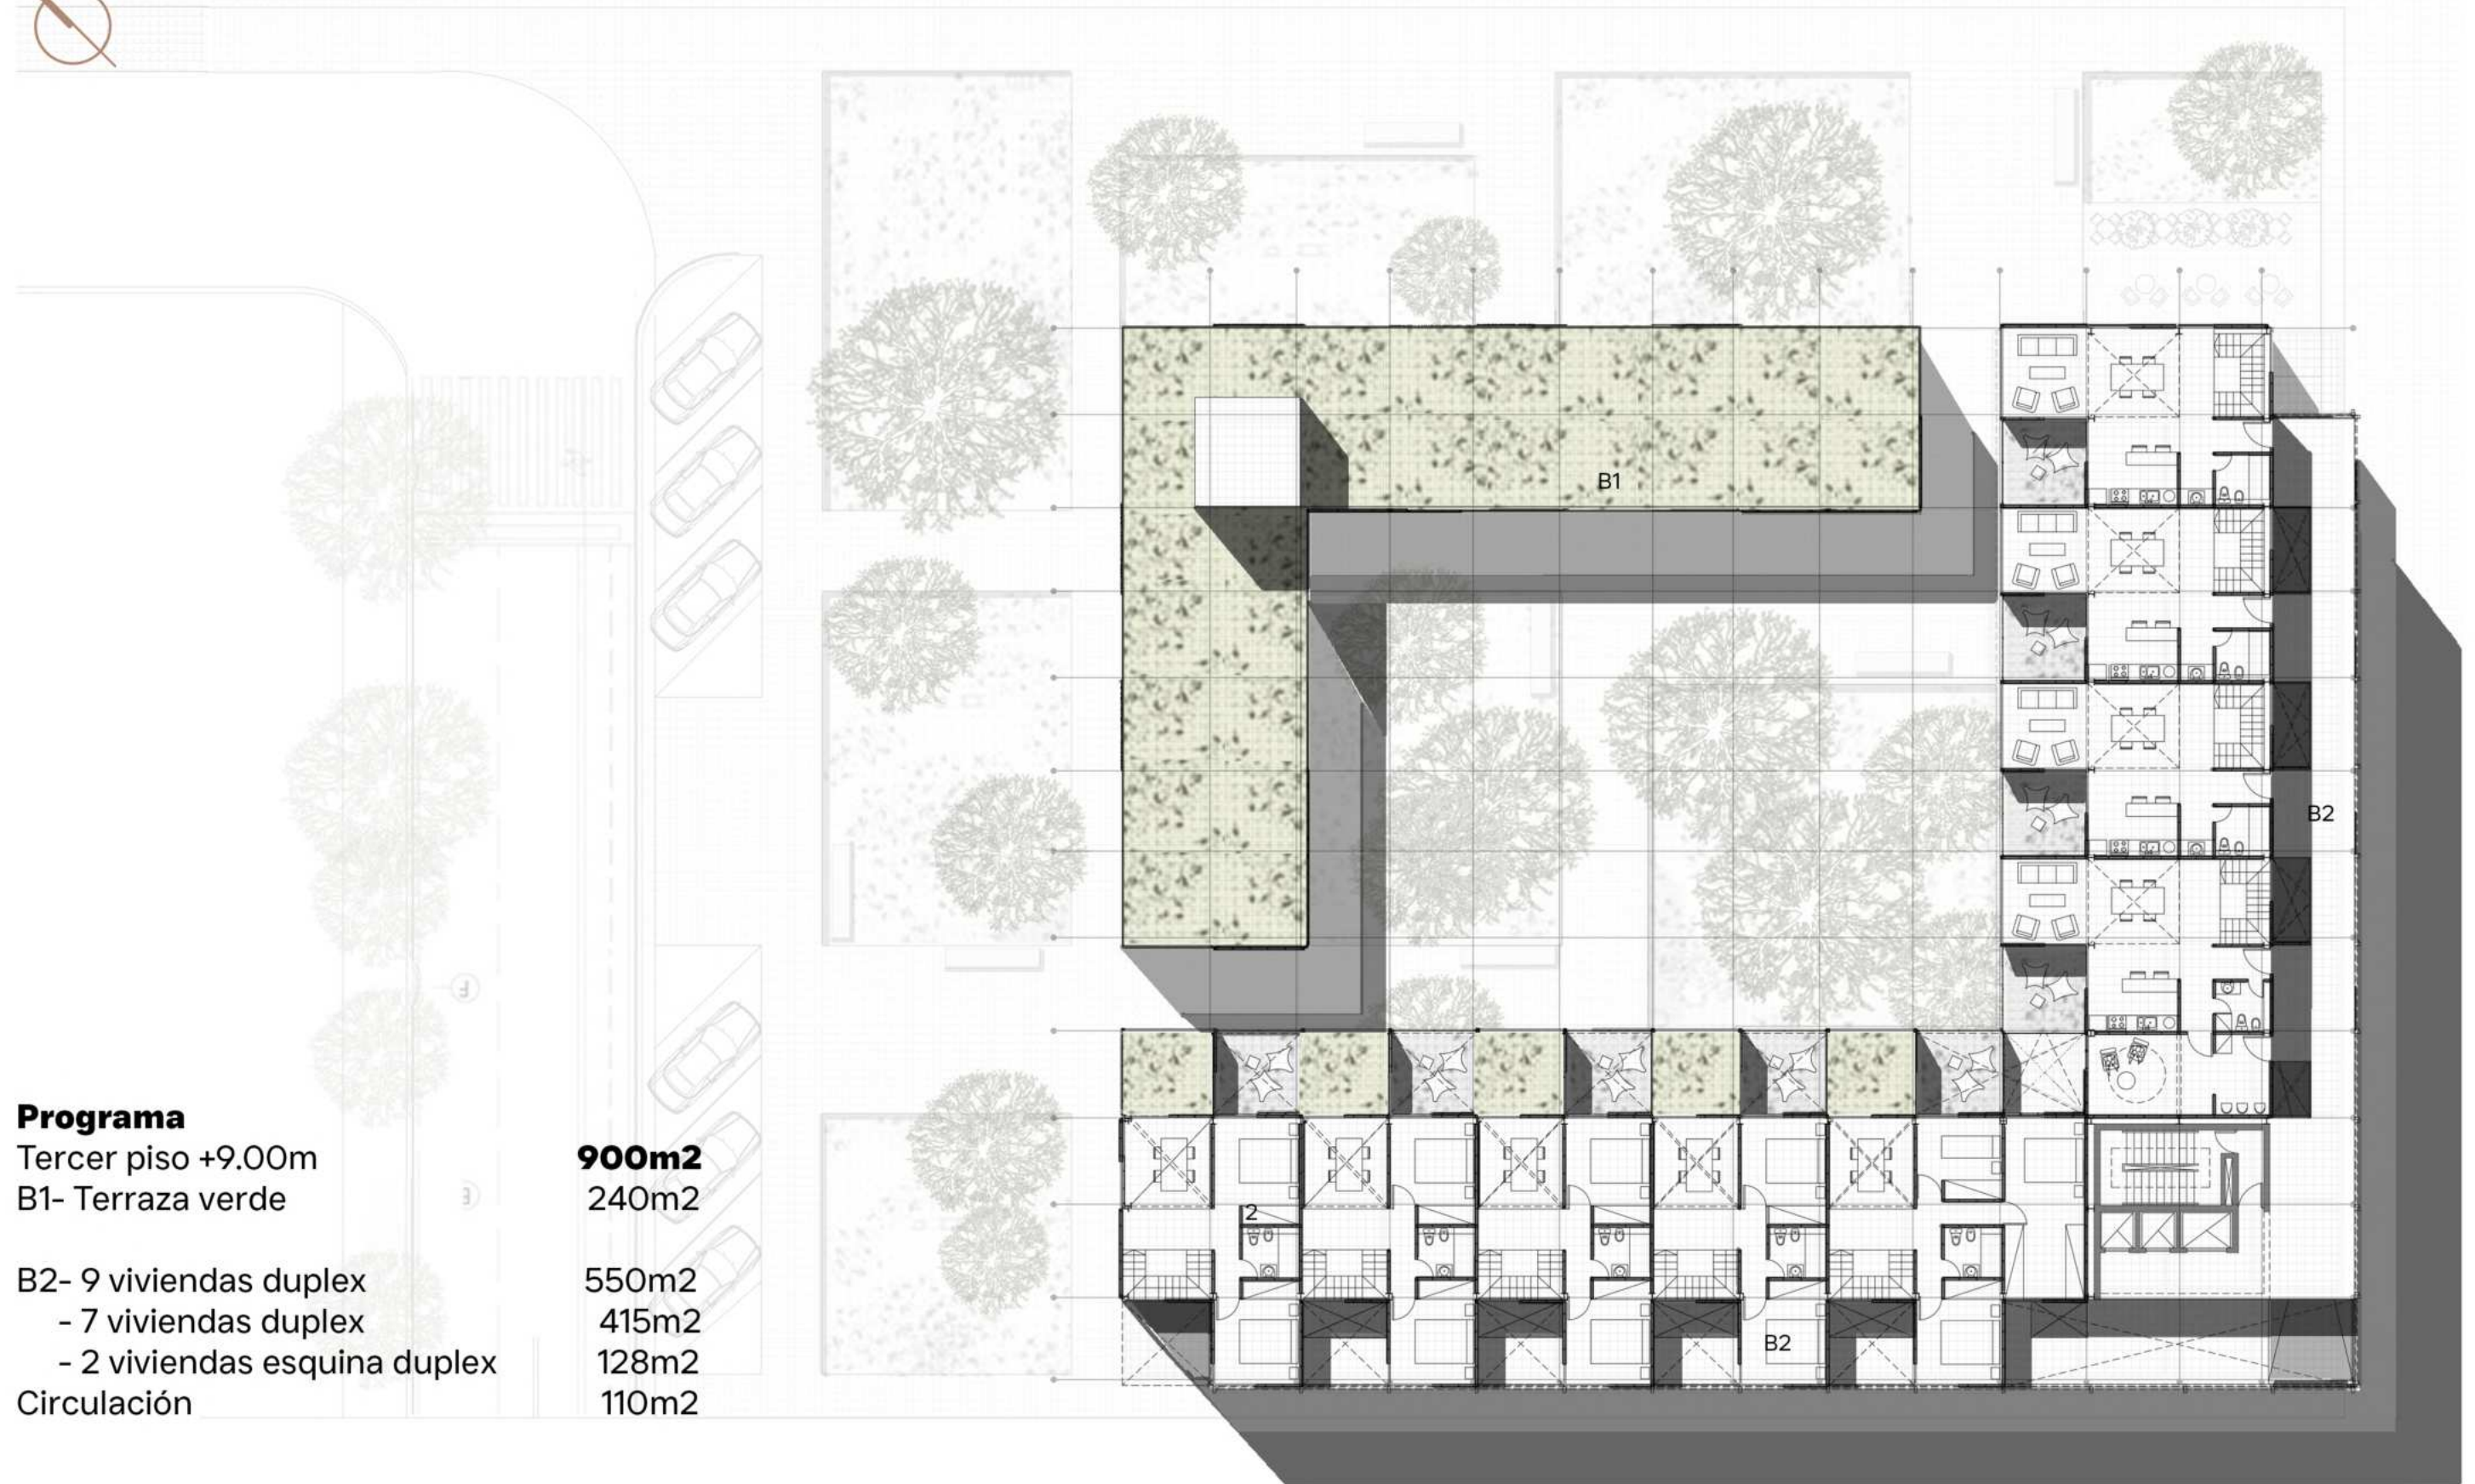 B1
B2
Programa
Tercer piso +9.00m 900m2
B1- Terraza verde 240m2
B2- 9 viviendas duplex 550m2
- 7 viviendas duplex 415m2
- 2 viviendas esquina duplex 128m2
Circulación 110m2
2
B2